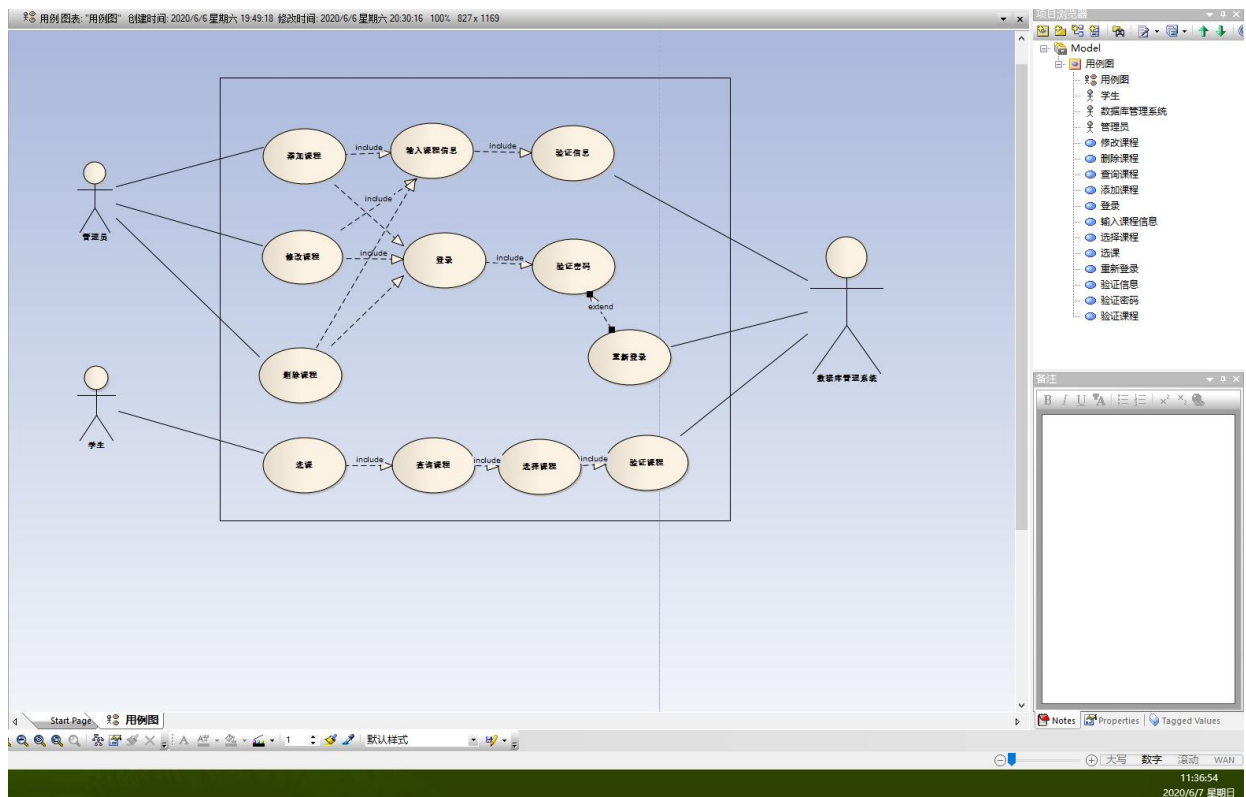 用例 图表: "用例图" 创建时间: 2020/6/6 星期六 19:49:18 修改时间: 2020/6/6 星期六 20:30:16 100% 827 x 1169
项目浏览器
Model
用例图
用例图
学生
数据库管理系统
管理员
修改课程
删除课程
查询课程
添加课程
登录
输入课程信息
选择课程
选课
重新登录
验证信息
验证密码
验证课程
添加课程
include
输入课程信息
include
验证信息
include
管理员
修改课程
include
登录
include
验证密码
extend
重新登录
删除课程
数据库管理系统
学生
选课
include
查询课程
include
选择课程
include
验证课程
备注
B I U A
Notes
Properties
Tagged Values
Start Page
用例图
1
默认样式
大写 数字 滚动 WAN
11:36:54
2020/6/7 星期日